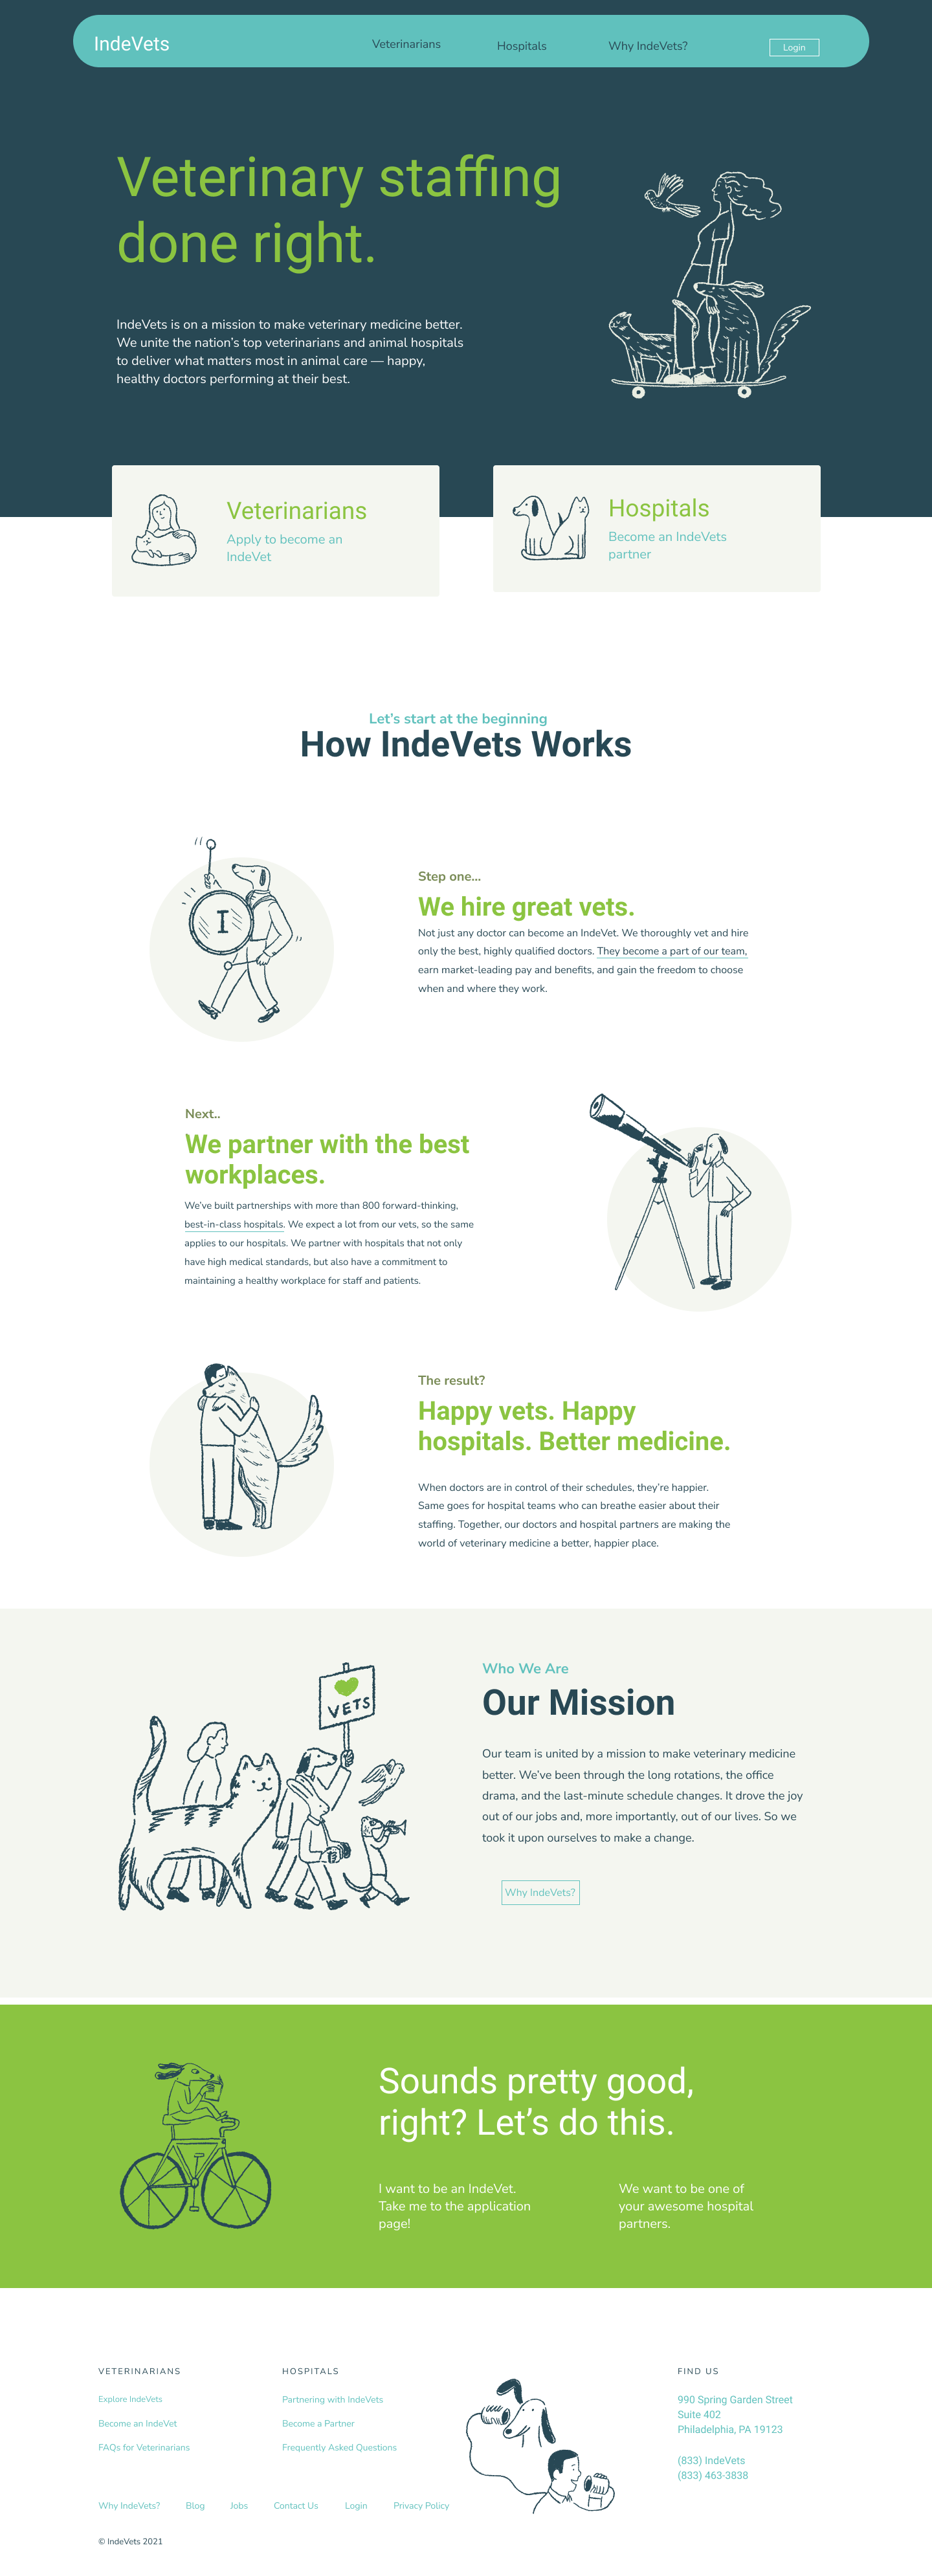 IndeVets
Veterinarians
Hospitals
Why IndeVets?
Login
Veterinary staffing
done right.
IndeVets is on a mission to make veterinary medicine better.
We unite the nation’s top veterinarians and animal hospitals
to deliver what matters most in animal care — happy,
healthy doctors performing at their best.
Veterinarians
Apply to become an
IndeVet
Hospitals
Become an IndeVets
partner
Let’s start at the beginning
How IndeVets Works
I
Step one...
We hire great vets.
Not just any doctor can become an IndeVet. We thoroughly vet and hire
only the best, highly qualified doctors. They become a part of our team,
earn market-leading pay and benefits, and gain the freedom to choose
when and where they work.
Next..
We partner with the best
workplaces.
We’ve built partnerships with more than 800 forward-thinking,
best-in-class hospitals. We expect a lot from our vets, so the same
applies to our hospitals. We partner with hospitals that not only
have high medical standards, but also have a commitment to
maintaining a healthy workplace for staff and patients.
The result?
Happy vets. Happy
hospitals. Better medicine.
When doctors are in control of their schedules, they’re happier.
Same goes for hospital teams who can breathe easier about their
staffing. Together, our doctors and hospital partners are making the
world of veterinary medicine a better, happier place.
VETS
Who We Are
Our Mission
Our team is united by a mission to make veterinary medicine
better. We’ve been through the long rotations, the office
drama, and the last-minute schedule changes. It drove the joy
out of our jobs and, more importantly, out of our lives. So we
took it upon ourselves to make a change.
Why IndeVets?
Sounds pretty good,
right? Let’s do this.
I want to be an IndeVet.
Take me to the application
page!
We want to be one of
your awesome hospital
partners.
VETERINARIANS
Explore IndeVets
Become an IndeVet
FAQs for Veterinarians
HOSPITALS
Partnering with IndeVets
Become a Partner
Frequently Asked Questions
FIND US
990 Spring Garden Street
Suite 402
Philadelphia, PA 19123
(833) IndeVets
(833) 463-3838
Why IndeVets?
Blog
Jobs
Contact Us
Login
Privacy Policy
© IndeVets 2021